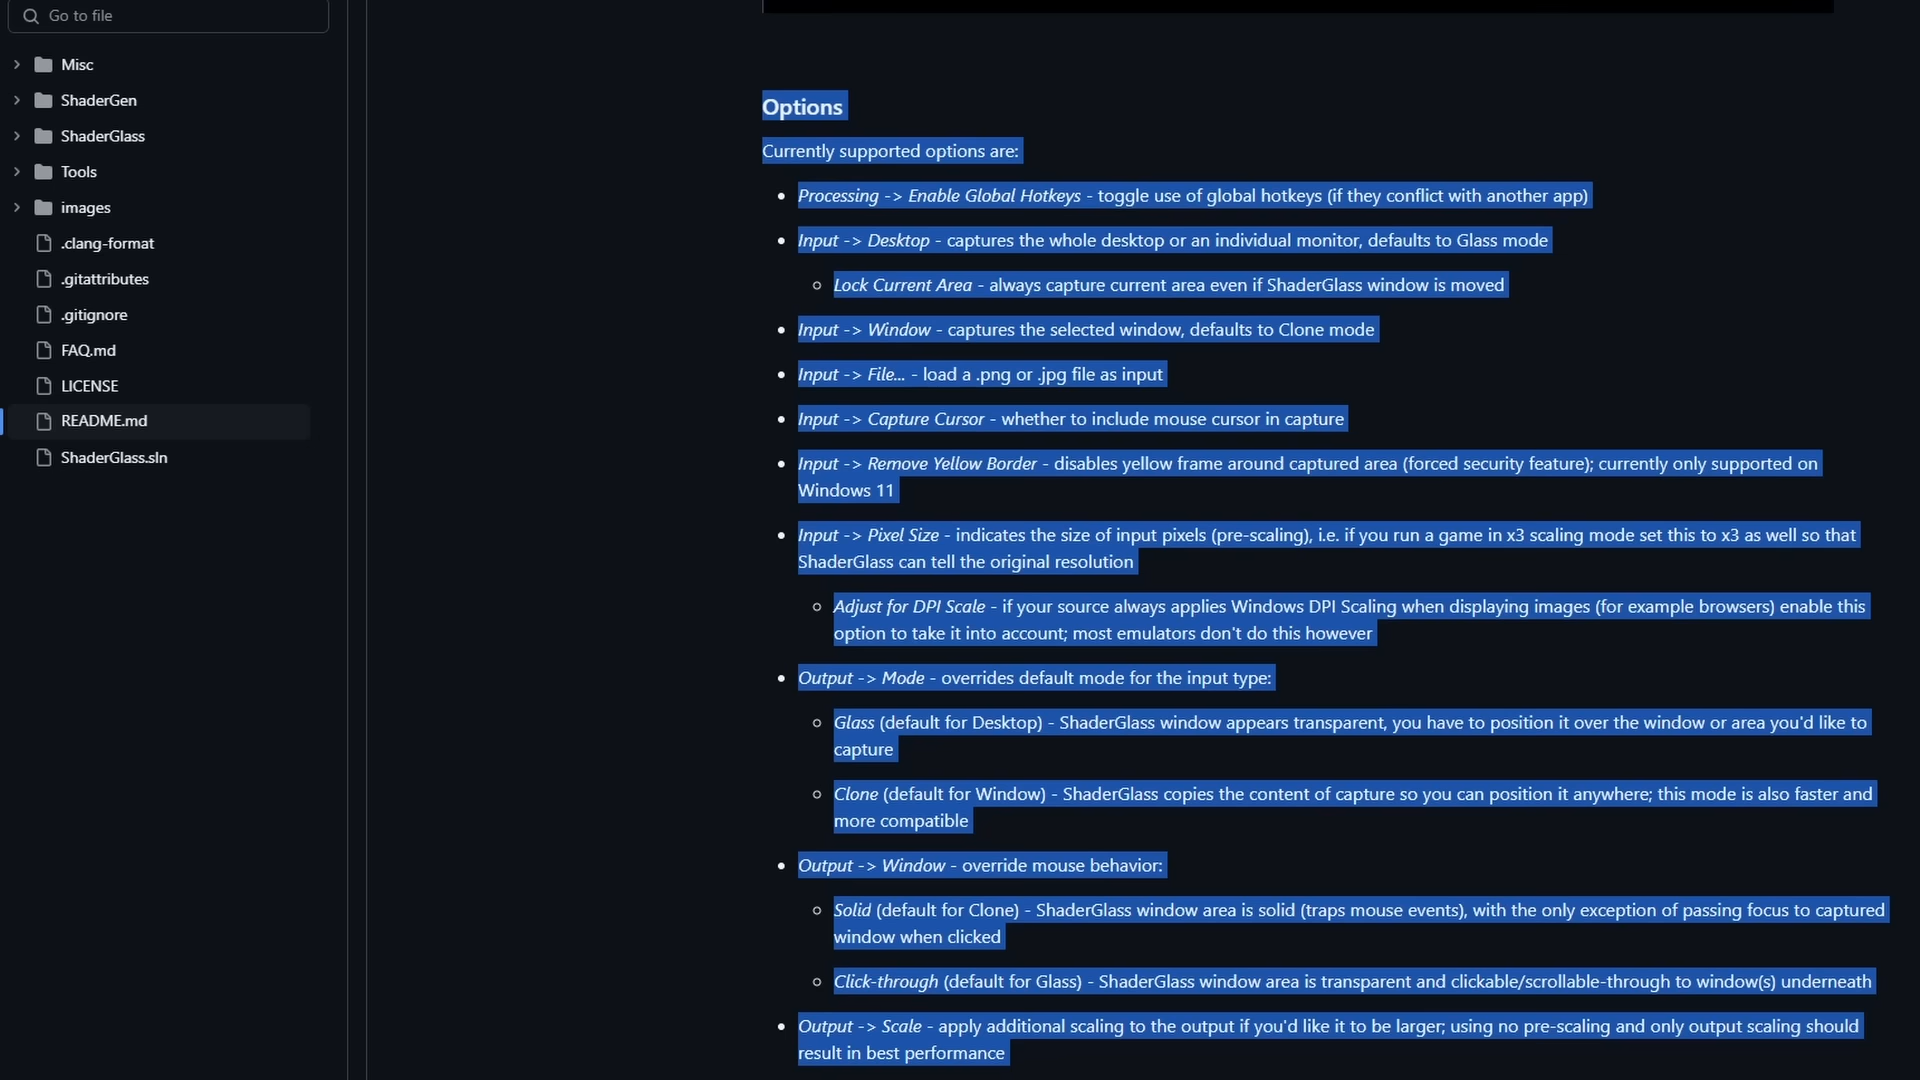 Go to file
Misc
ShaderGen
ShaderGlass
Tools
images
.clang-format
.gitattributes
.gitignore
FAQ.md
LICENSE
README.md
ShaderGlass.sln
Options
Currently supported options are:
Processing -> Enable Global Hotkeys - toggle use of global hotkeys (if they conflict with another app)
Input -> Desktop - captures the whole desktop or an individual monitor, defaults to Glass mode
Lock Current Area - always capture current area even if ShaderGlass window is moved
Input -> Window - captures the selected window, defaults to Clone mode
Input -> File... - load a .png or .jpg file as input
Input -> Capture Cursor - whether to include mouse cursor in capture
Input -> Remove Yellow Border - disables yellow frame around captured area (forced security feature); currently only supported on
Windows 11
Input -> Pixel Size - indicates the size of input pixels (pre-scaling), i.e. if you run a game in x3 scaling mode set this to x3 as well so that
ShaderGlass can tell the original resolution
Adjust for DPI Scale - if your source always applies Windows DPI Scaling when displaying images (for example browsers) enable this
option to take it into account; most emulators don't do this however
Output -> Mode - overrides default mode for the input type:
Glass (default for Desktop) - ShaderGlass window appears transparent, you have to position it over the window or area you'd like to
capture
Clone (default for Window) - ShaderGlass copies the content of capture so you can position it anywhere; this mode is also faster and
more compatible
Output -> Window - override mouse behavior:
Solid (default for Clone) - ShaderGlass window area is solid (traps mouse events), with the only exception of passing focus to captured
window when clicked
Click-through (default for Glass) - ShaderGlass window area is transparent and clickable/scrollable-through to window(s) underneath
Output -> Scale - apply additional scaling to the output if you'd like it to be larger; using no pre-scaling and only output scaling should
result in best performance